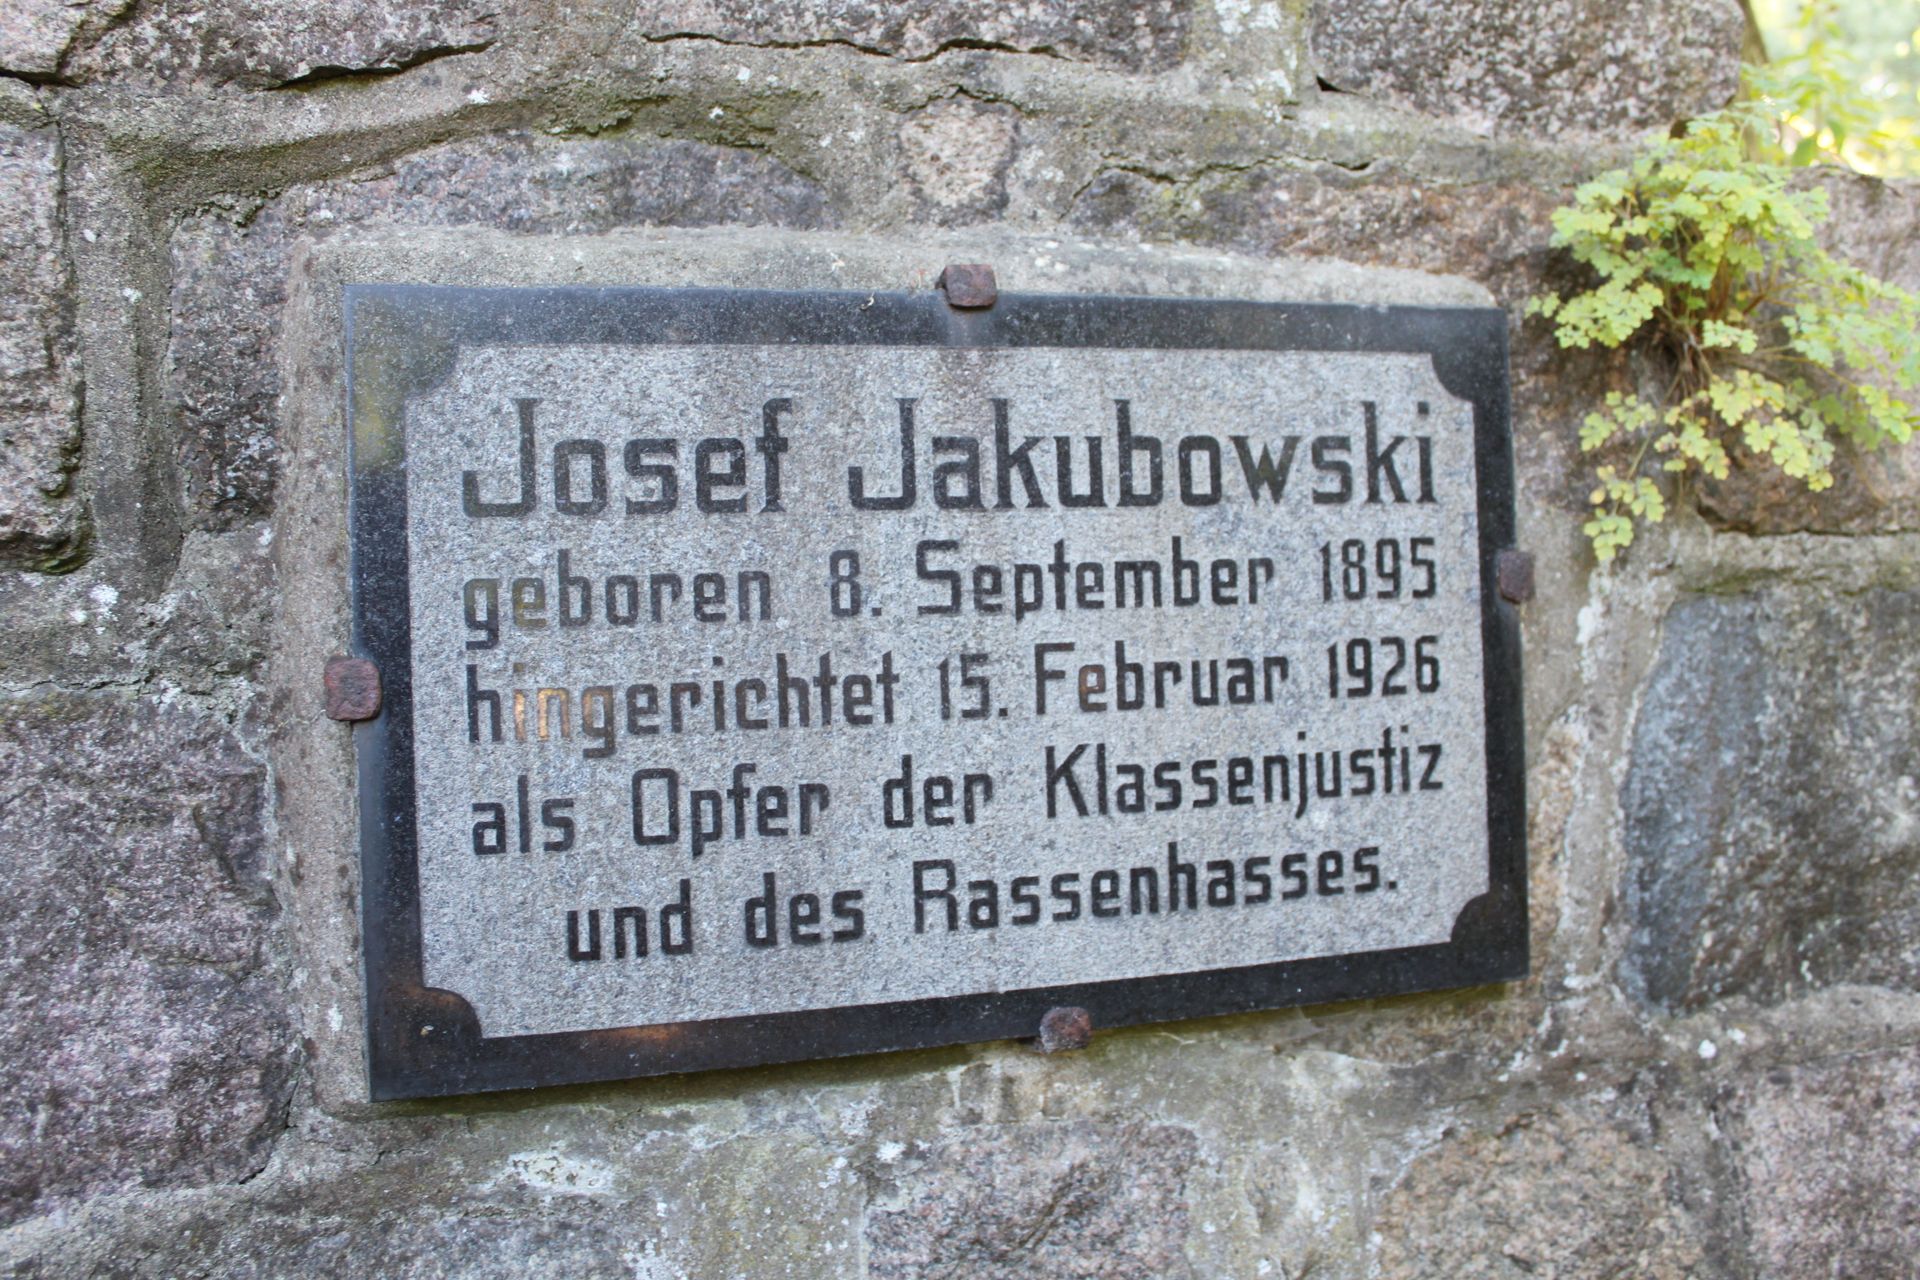 Josef Jakubowski
geboren 8. September 1895
hingerichtet 15. Februar 1926
als Opfer der Klassenjustiz
und des Rassenhasses.